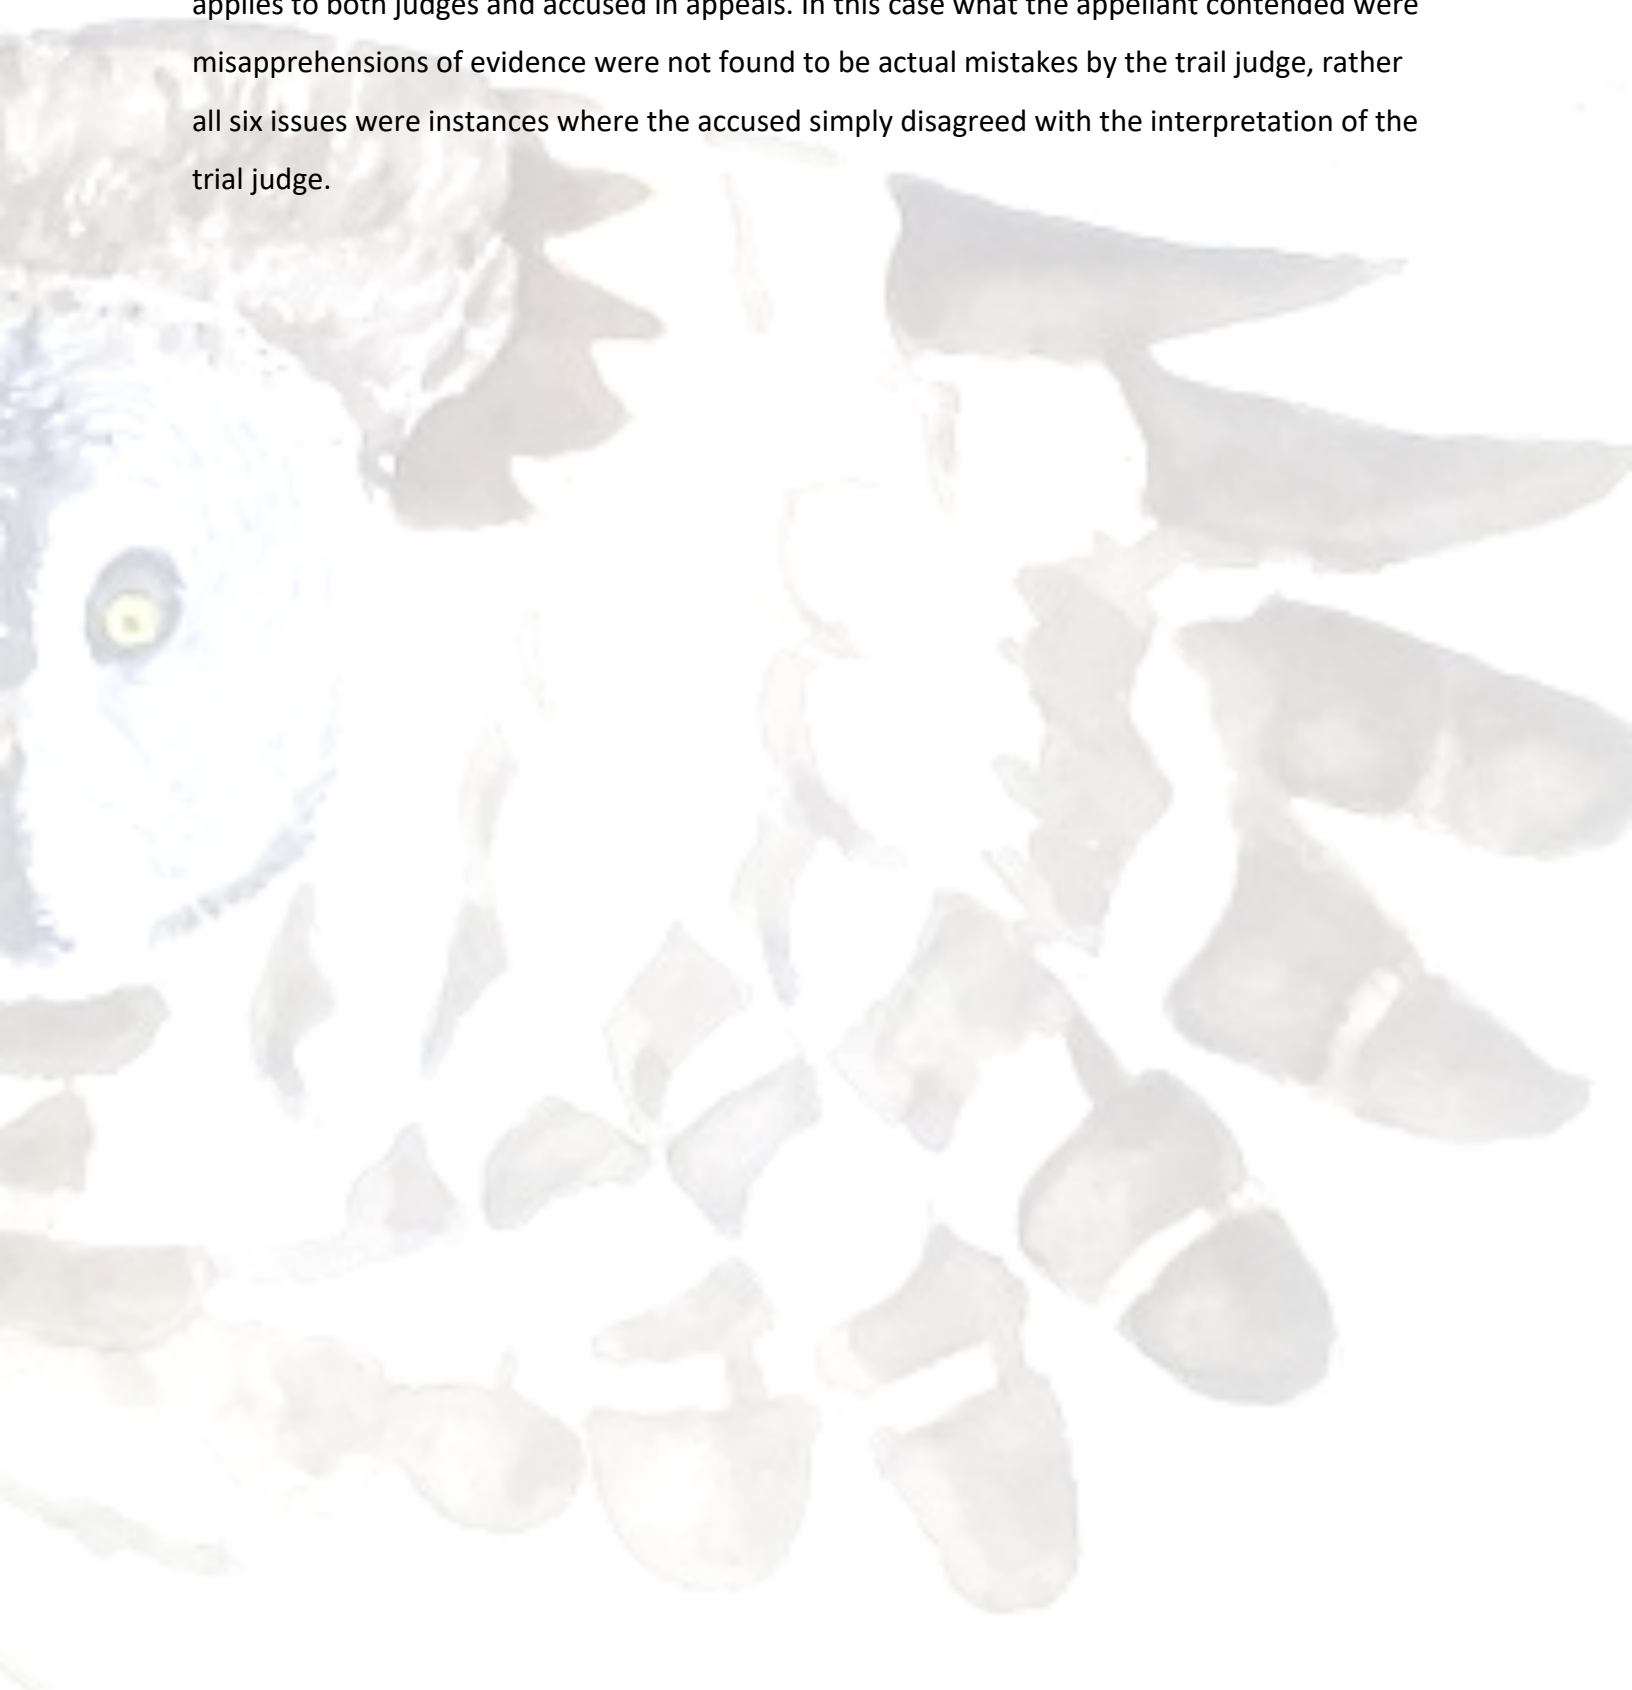 applies to both judges and accused in appeals. In this case what the appellant contended were
misapprehensions of evidence were not found to be actual mistakes by the trail judge, rather
all six issues were instances where the accused simply disagreed with the interpretation of the
trial judge.